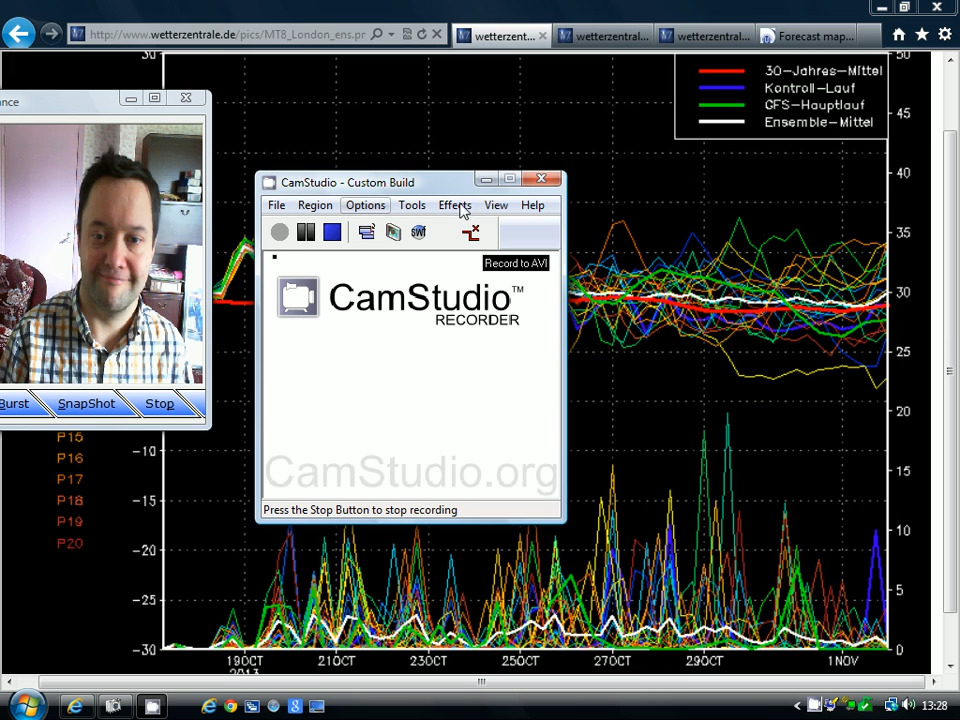 http://www.wetterzentrale.de/pics/MT8_London_ens.pr
wetterzent...
wetterzentral...
wetterzentral...
Forecast map...
30
50
30-Jahres-Mittel
Kontroll-Lauf
GFS-Hauptlauf
Ensemble-Mittel
45
40
35
30
25
20
15
10
5
0
nce
Burst
SnapShot
Stop
CamStudio - Custom Build
File Region Options Tools Effects View Help
SWF
Record to AVI
CamStudio™
RECORDER
CamStudio.org
Press the Stop Button to stop recording
P15
P16
P17
P18
P19
P20
-10
-15
-20
-25
-30
19OCT 21OCT 23OCT 25OCT 27OCT 29OCT 1NOV
13:28